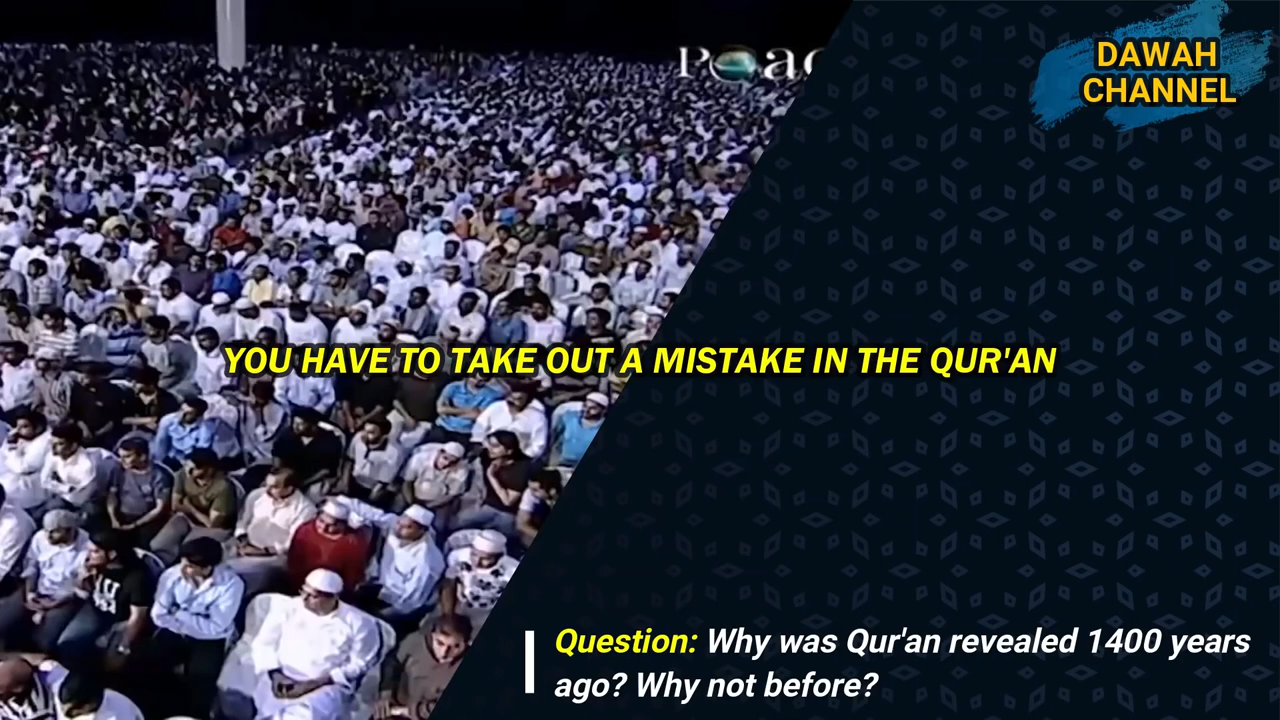 DAWAH
CHANNEL
YOU HAVE TO TAKE OUT A MISTAKE IN THE QUR'AN
Question: Why was Qur'an revealed 1400 years
ago? Why not before?